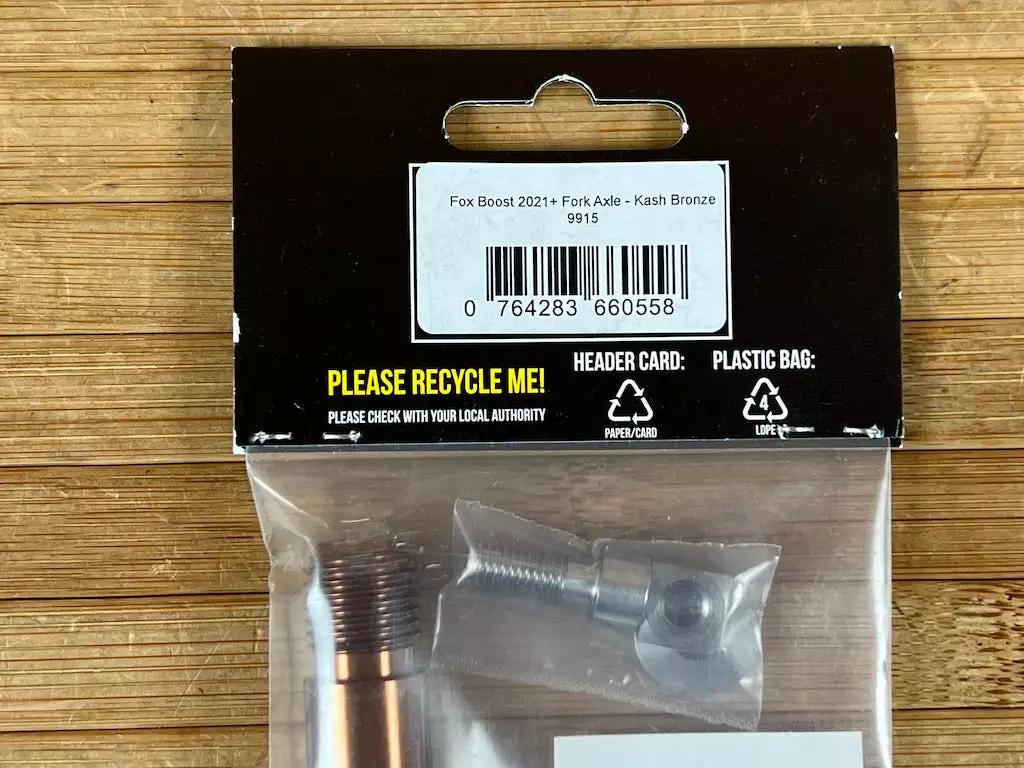 Fox Boost 2021+ Fork Axle - Kash Bronze
9915
0 764283 660558
HEADER CARD: PLASTIC BAG:
PLEASE RECYCLE ME!
4
PLEASE CHECK WITH YOUR LOCAL AUTHORITY
PAPER/CARD LDPE